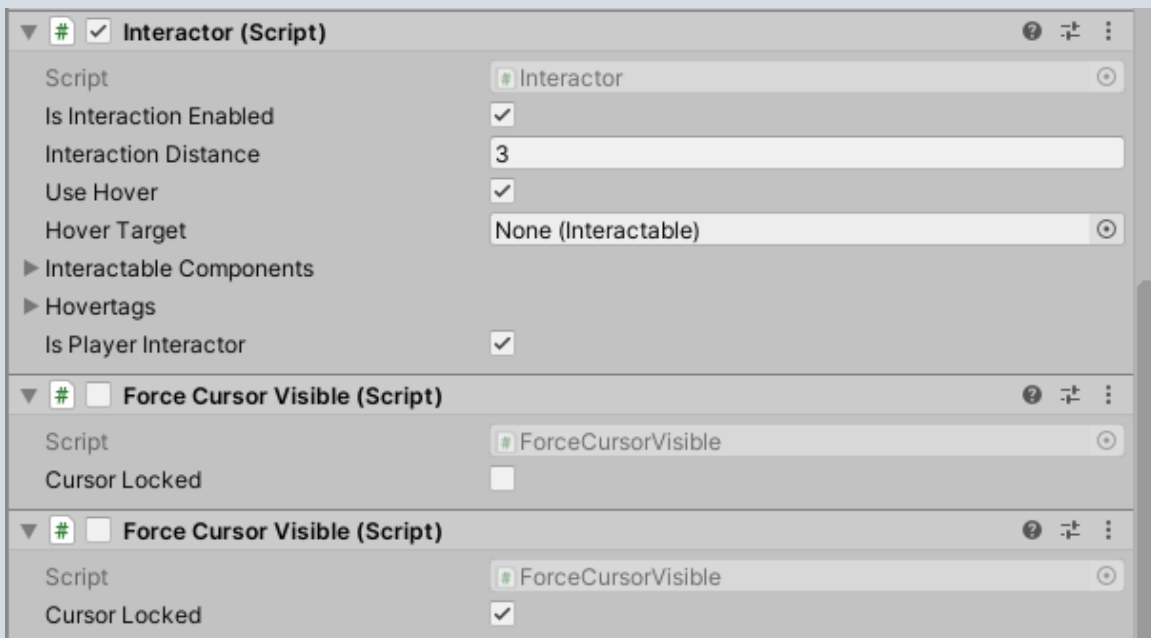 # Interactor (Script)
Script # Interactor
Is Interaction Enabled
Interaction Distance 3
Use Hover
Hover Target None (Interactable)
Interactable Components
Hovertags
Is Player Interactor
# Force Cursor Visible (Script)
Script # ForceCursorVisible
Cursor Locked
# Force Cursor Visible (Script)
Script # ForceCursorVisible
Cursor Locked